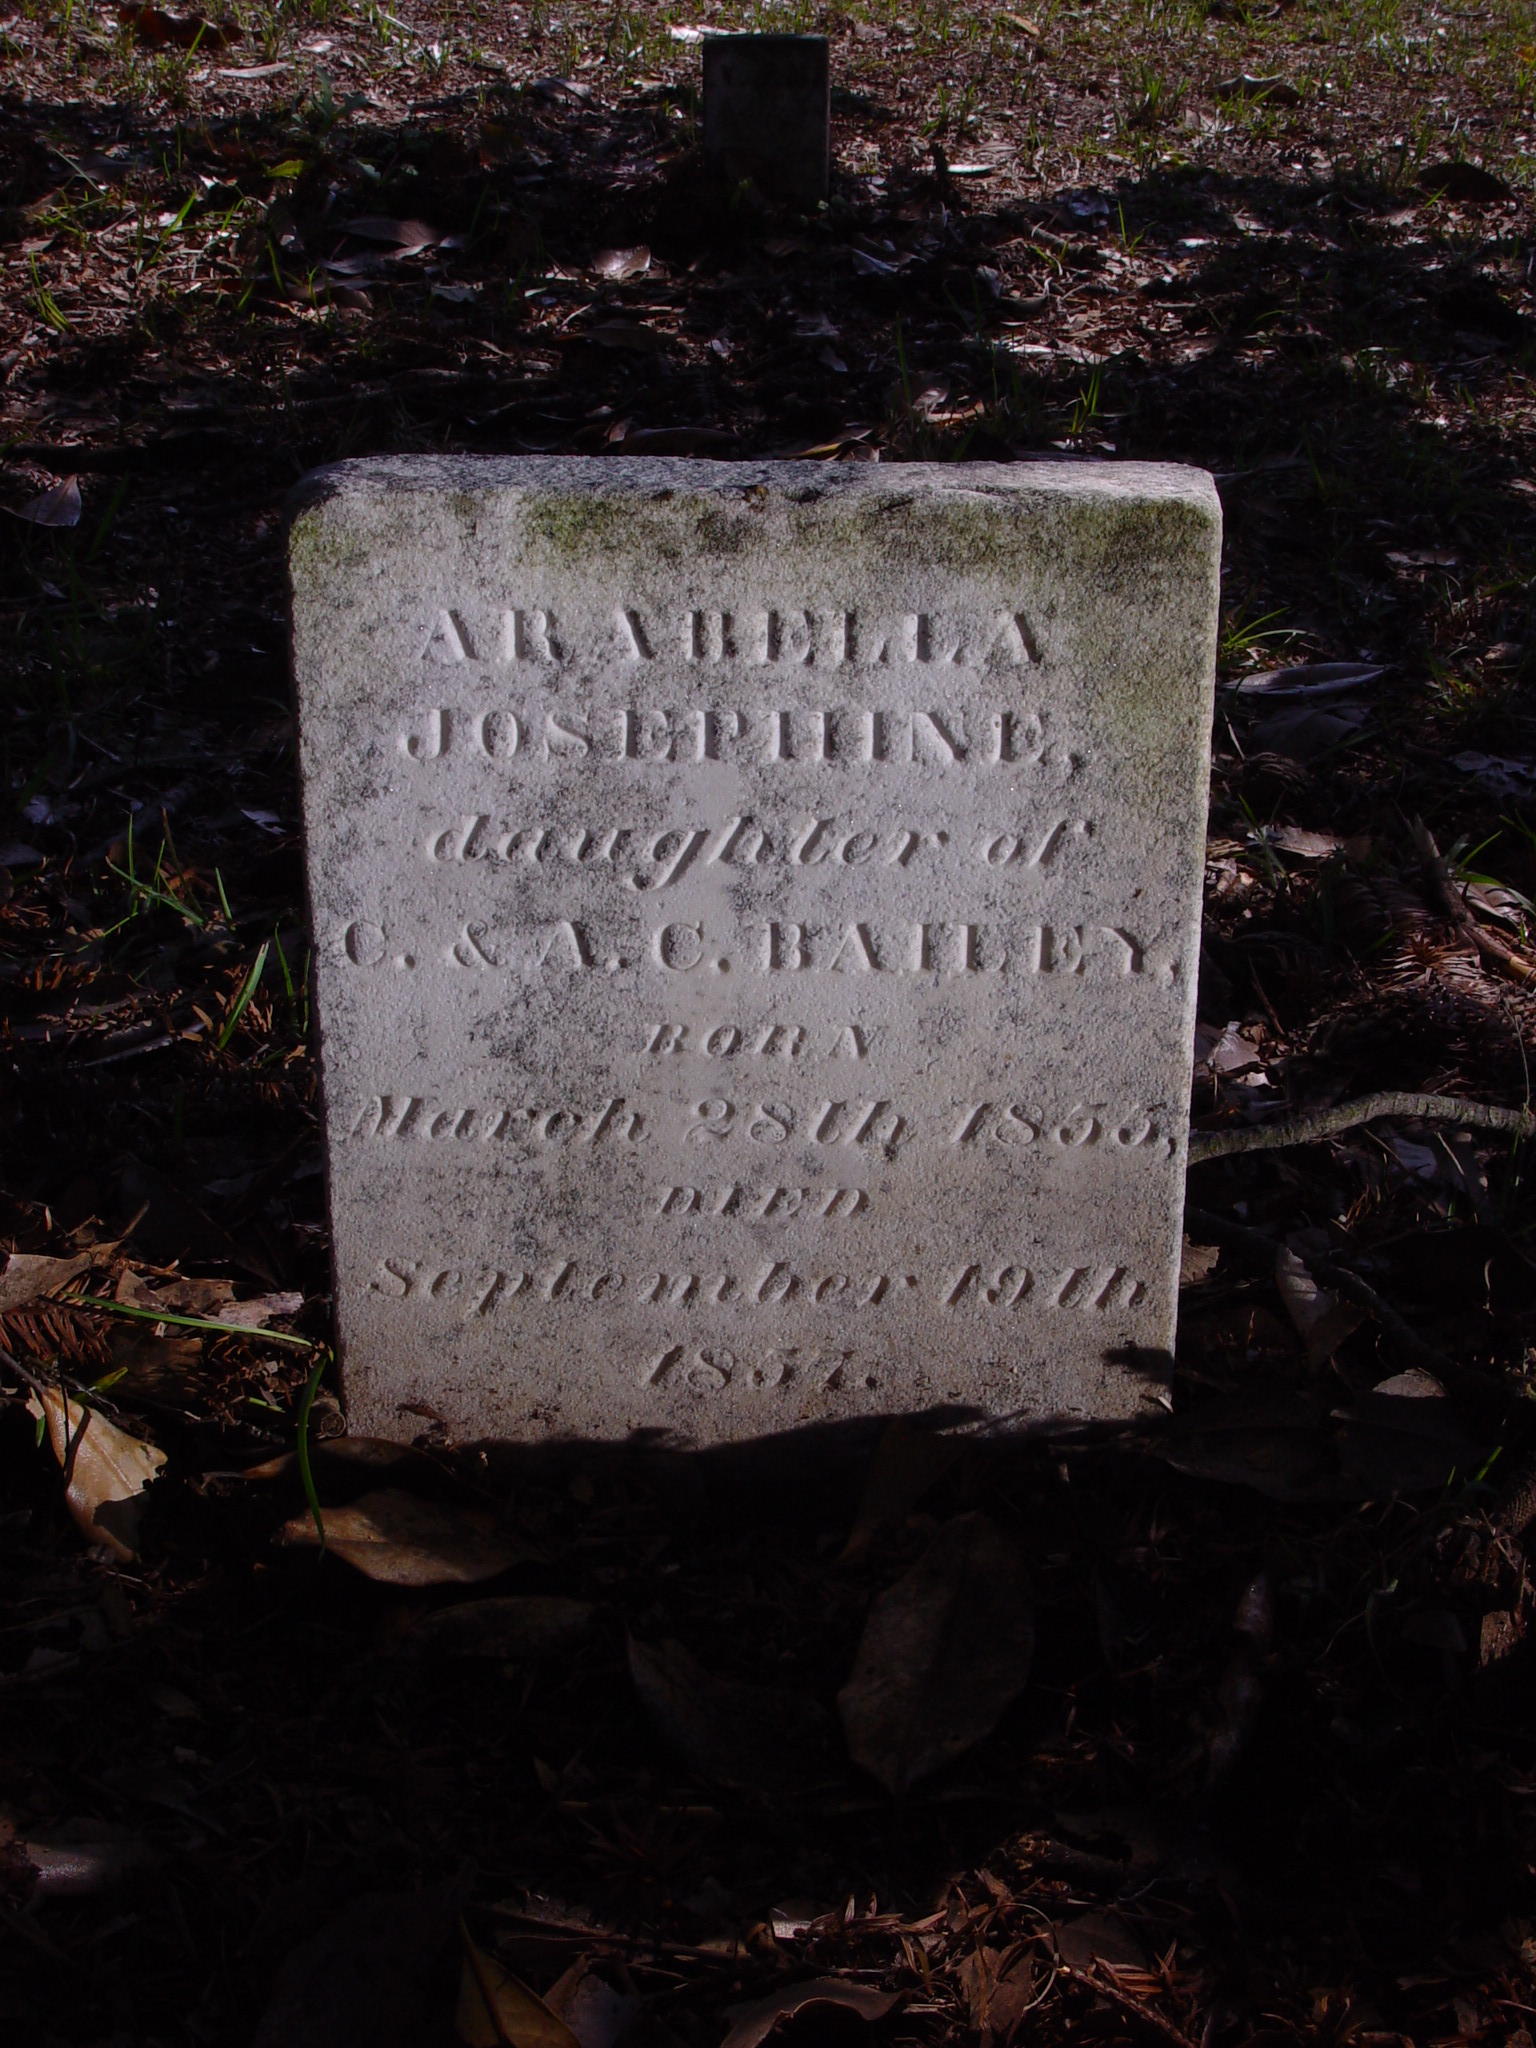 ARABELLA
JOSEPHINE,
daughter of
C. & A. C. BAILEY,
BORN
March 28th 1855,
DIED
September 19th
1857.